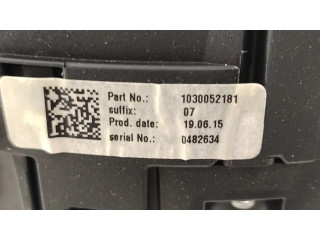 Part No.: 1030052181
suffix: 07
Prod. date: 19.06.15
serial No.: 0482634